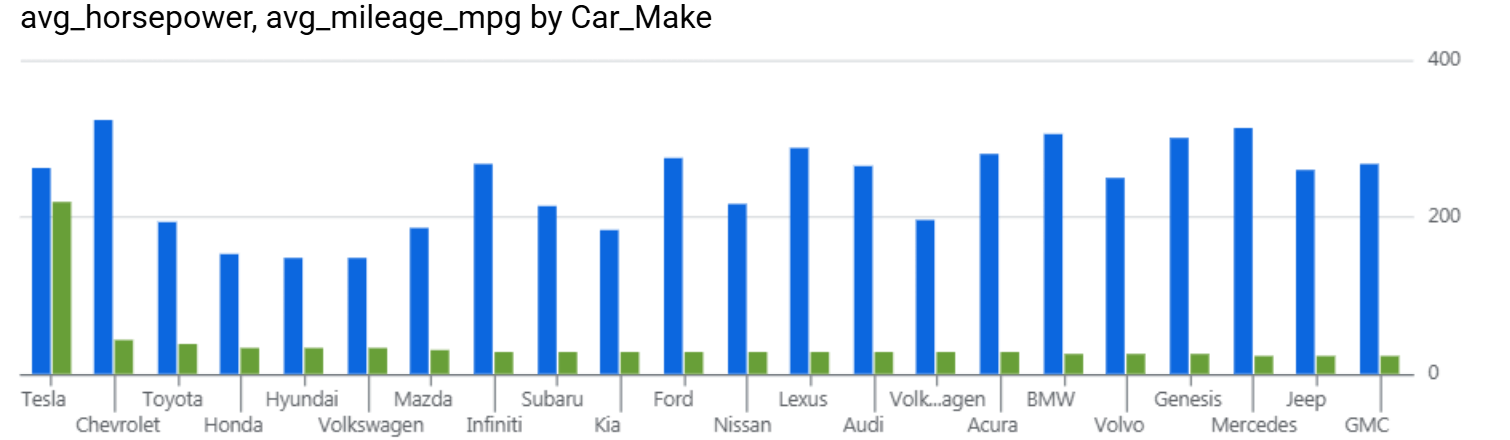 avg_horsepower, avg_mileage_mpg by Car_Make
400
200
0
Tesla Toyota Hyundai Mazda Subaru Ford Lexus Volk...agen BMW Genesis Jeep
Chevrolet Honda Volkswagen Infiniti Kia Nissan Audi Acura Volvo Mercedes GMC